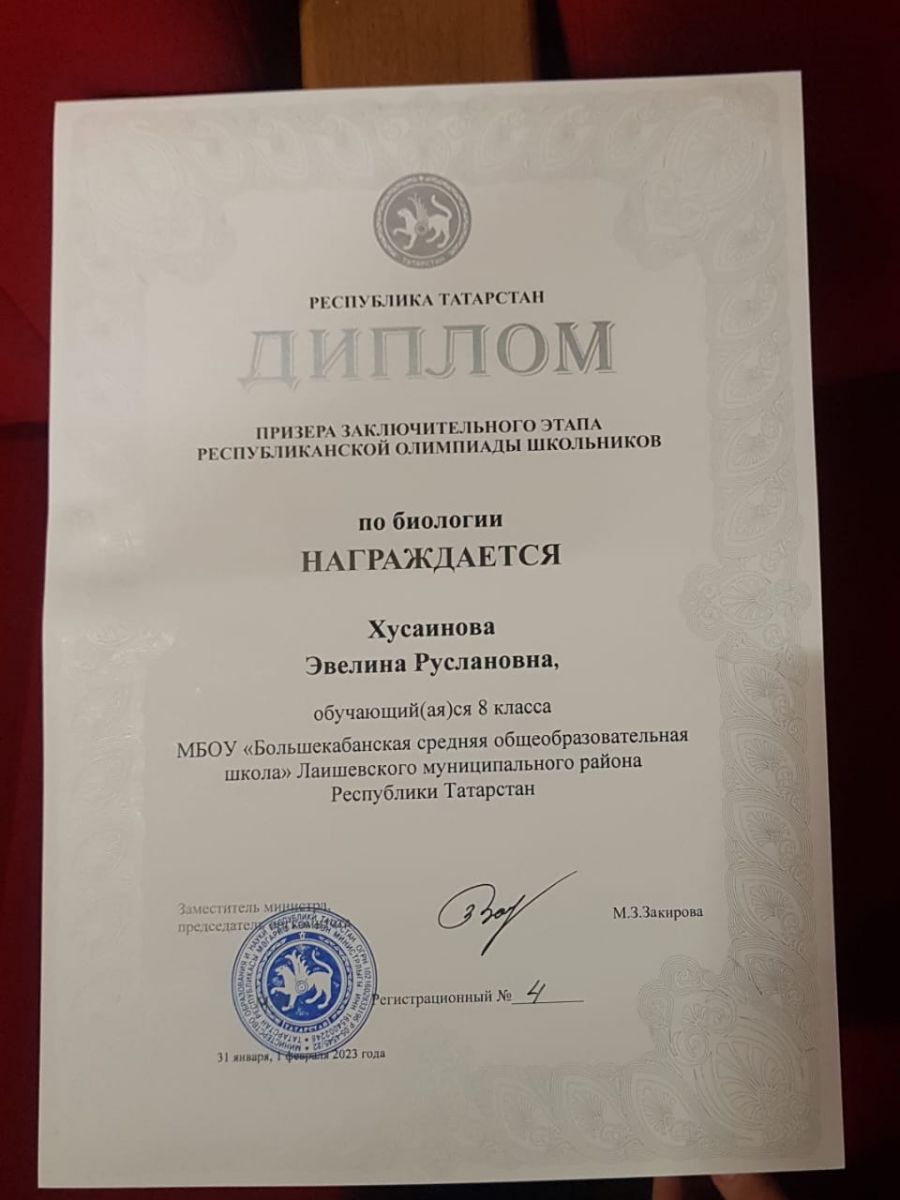 ТАТАРСТАН
РЕСПУБЛИКА ТАТАРСТАН
ДИПЛОМ
ПРИЗЕРА ЗАКЛЮЧИТЕЛЬНОГО ЭТАПА
РЕСПУБЛИКАНСКОЙ ОЛИМПИАДЫ ШКОЛЬНИКОВ
по биологии
НАГРАЖДАЕТСЯ
Хусаинова
Эвелина Руслановна,
обучающий(ая)ся 8 класса
МБОУ «Большекабанская средняя общеобразовательная
школа» Лаишевского муниципального района
Республики Татарстан
Заместитель министра,
председатель
М.З.Закирова
Регистрационный № 4
31 января, 1 февраля 2023 года